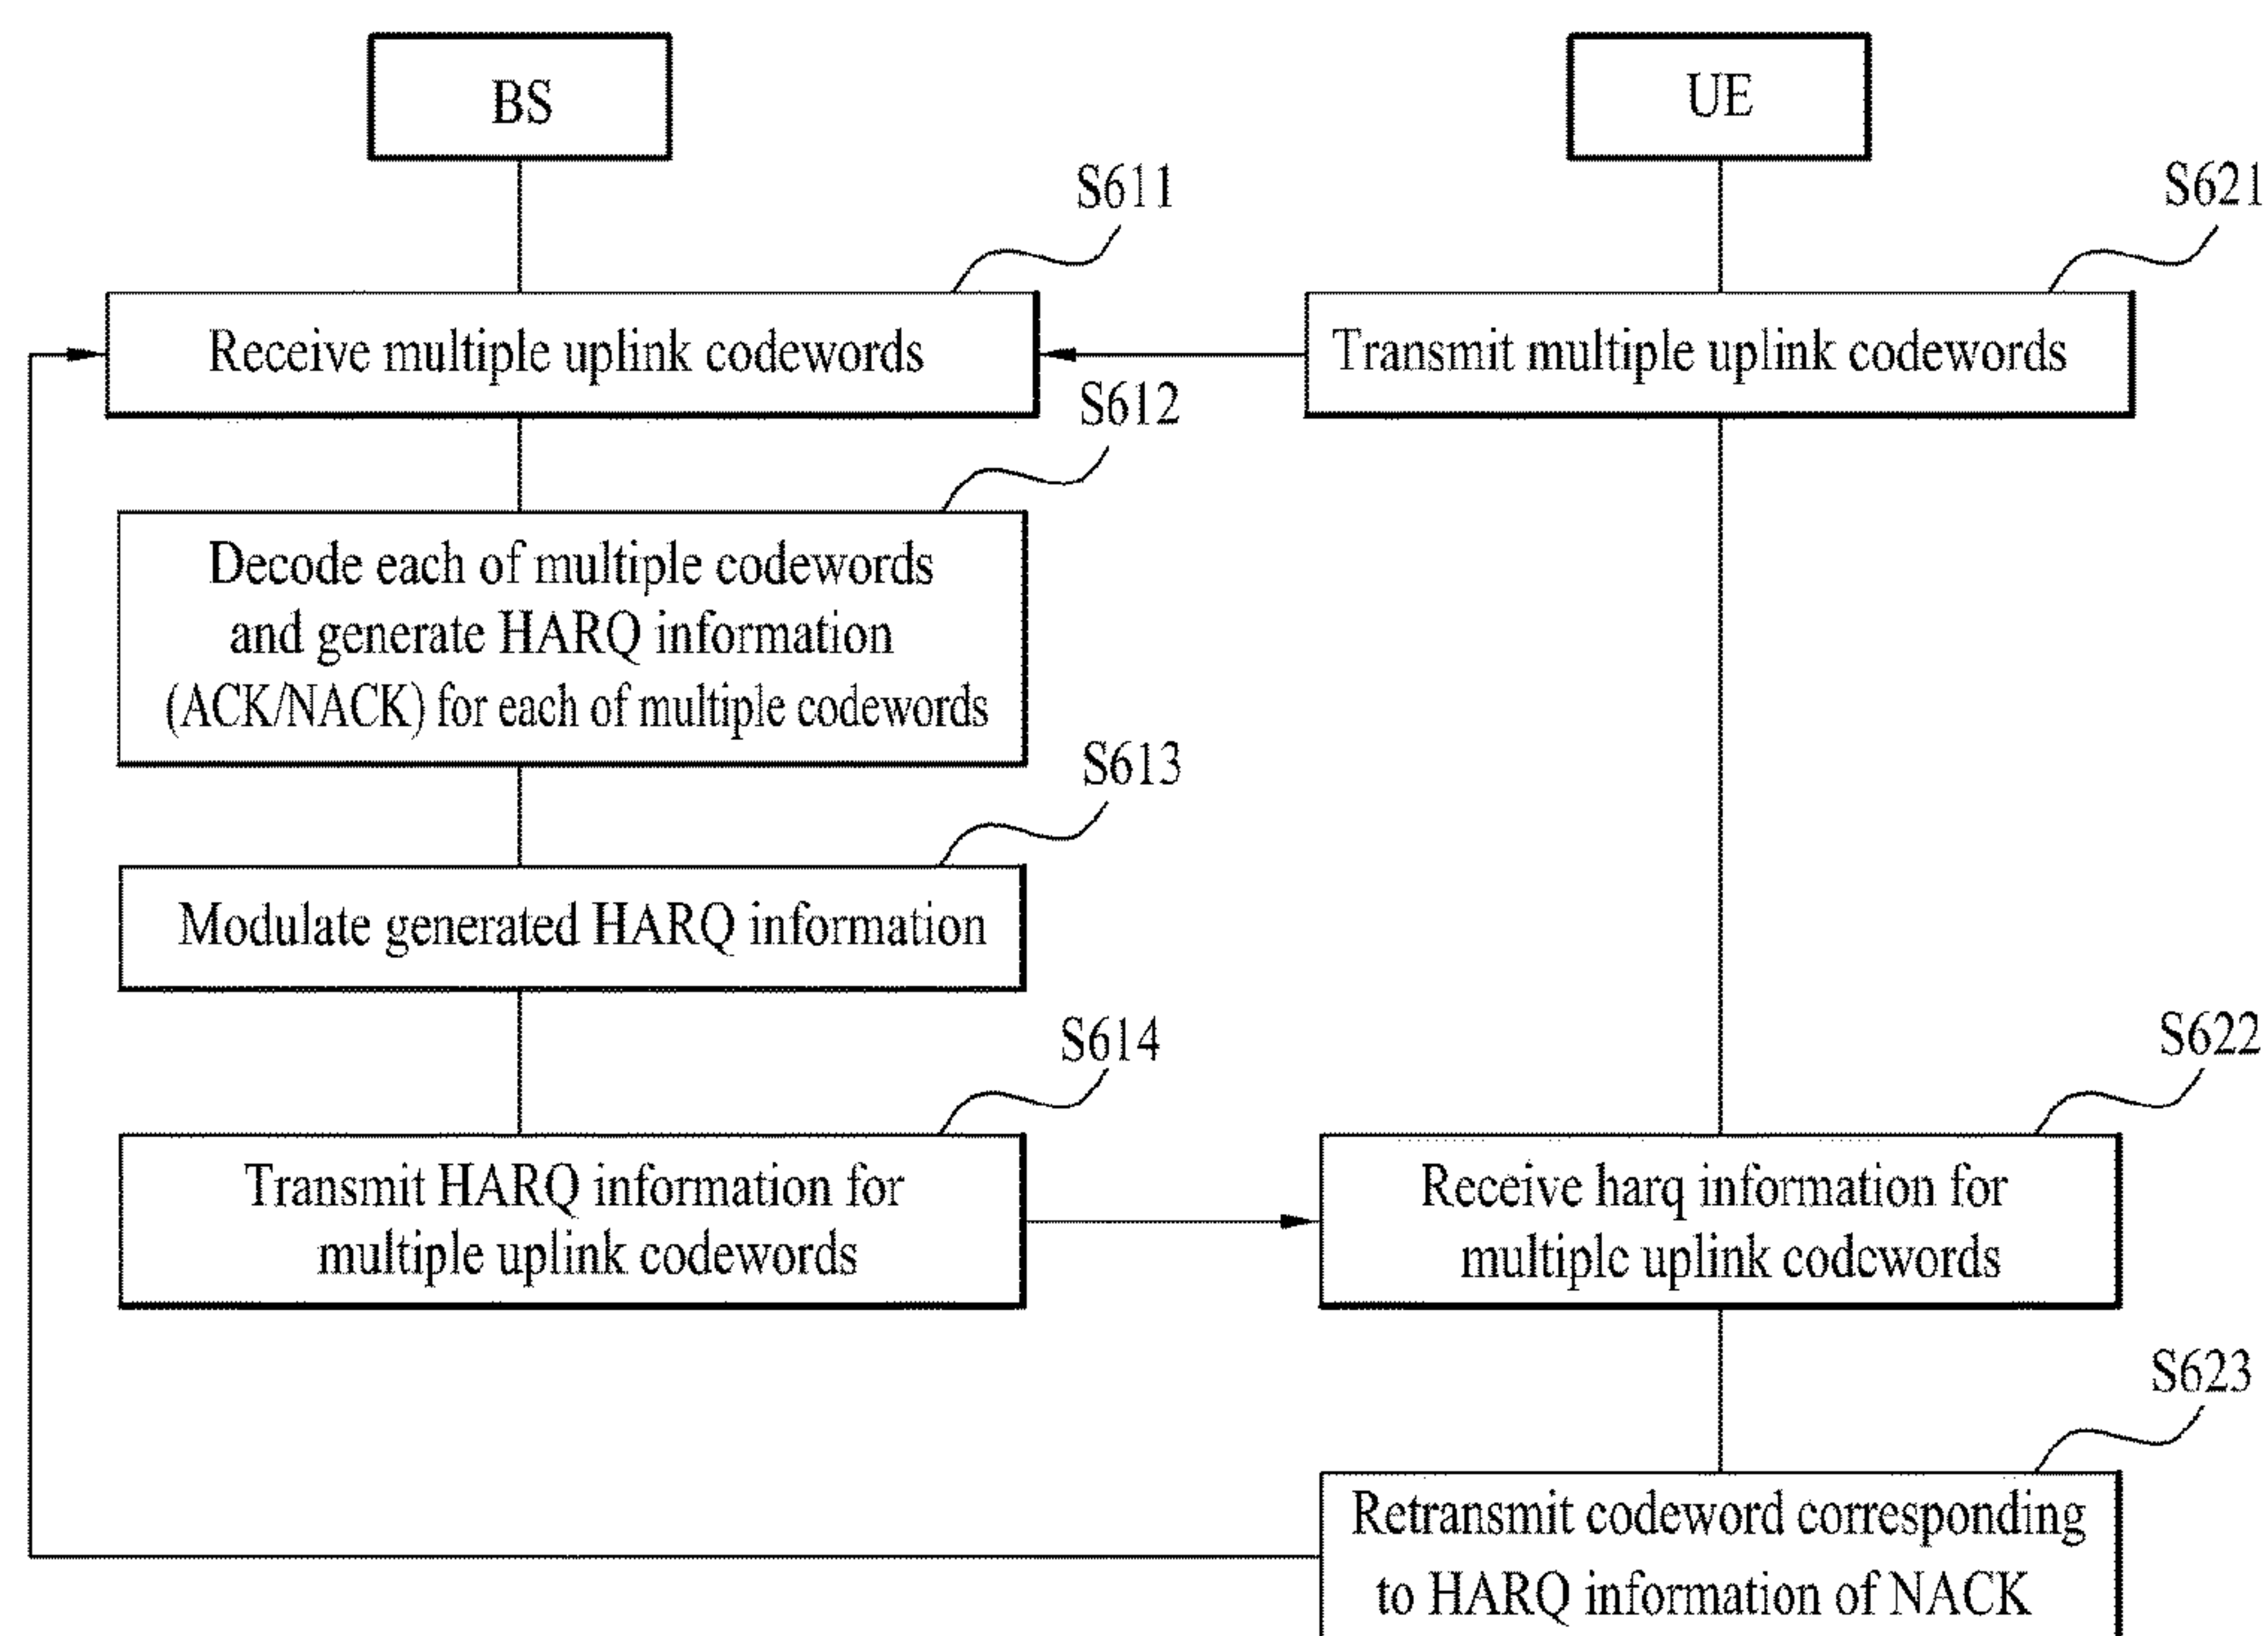 BS
UE
S611
S621
Receive multiple uplink codewords
Transmit multiple uplink codewords
S612
Decode each of multiple codewords
and generate HARQ information
(ACK/NACK) for each of multiple codewords
S613
Modulate generated HARQ information
S614
S622
Transmit HARQ information for
multiple uplink codewords
Receive harq information for
multiple uplink codewords
S623
Retransmit codeword corresponding
to HARQ information of NACK